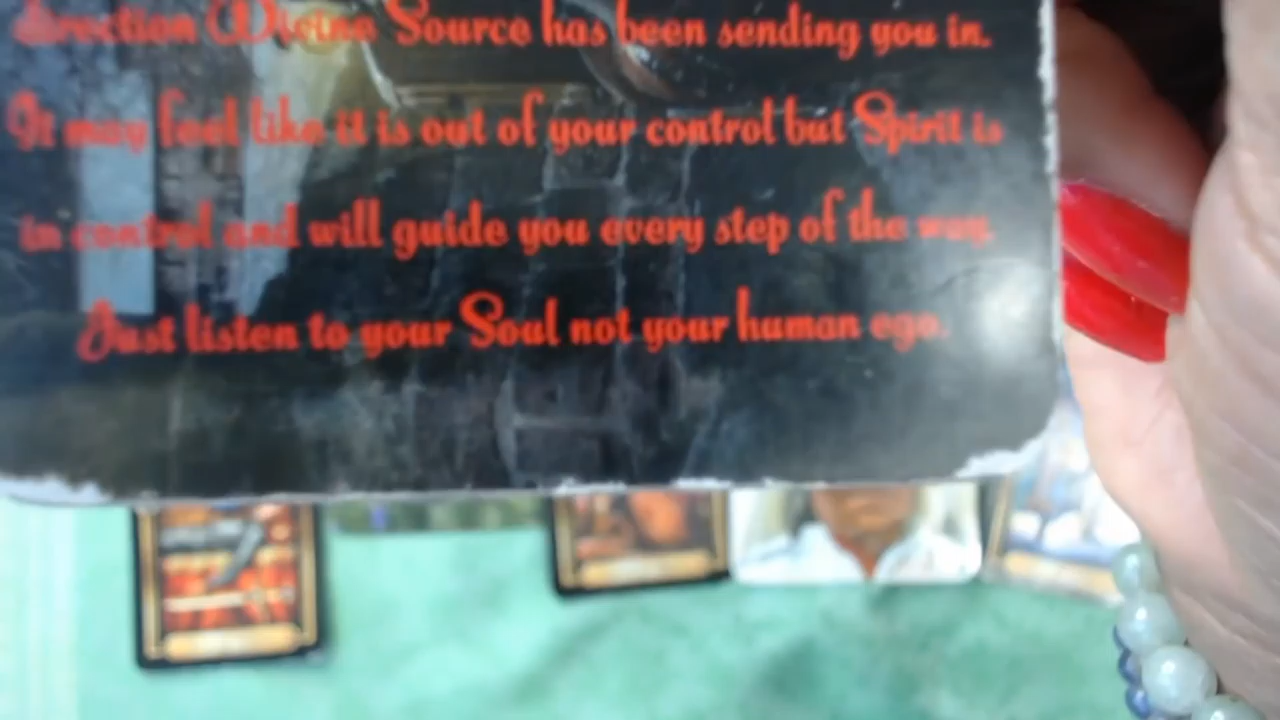 direction Divine Source has been sending you in.
It may feel like it is out of your control but Spirit is
in control and will guide you every step of the way.
Just listen to your Soul not your human ego.